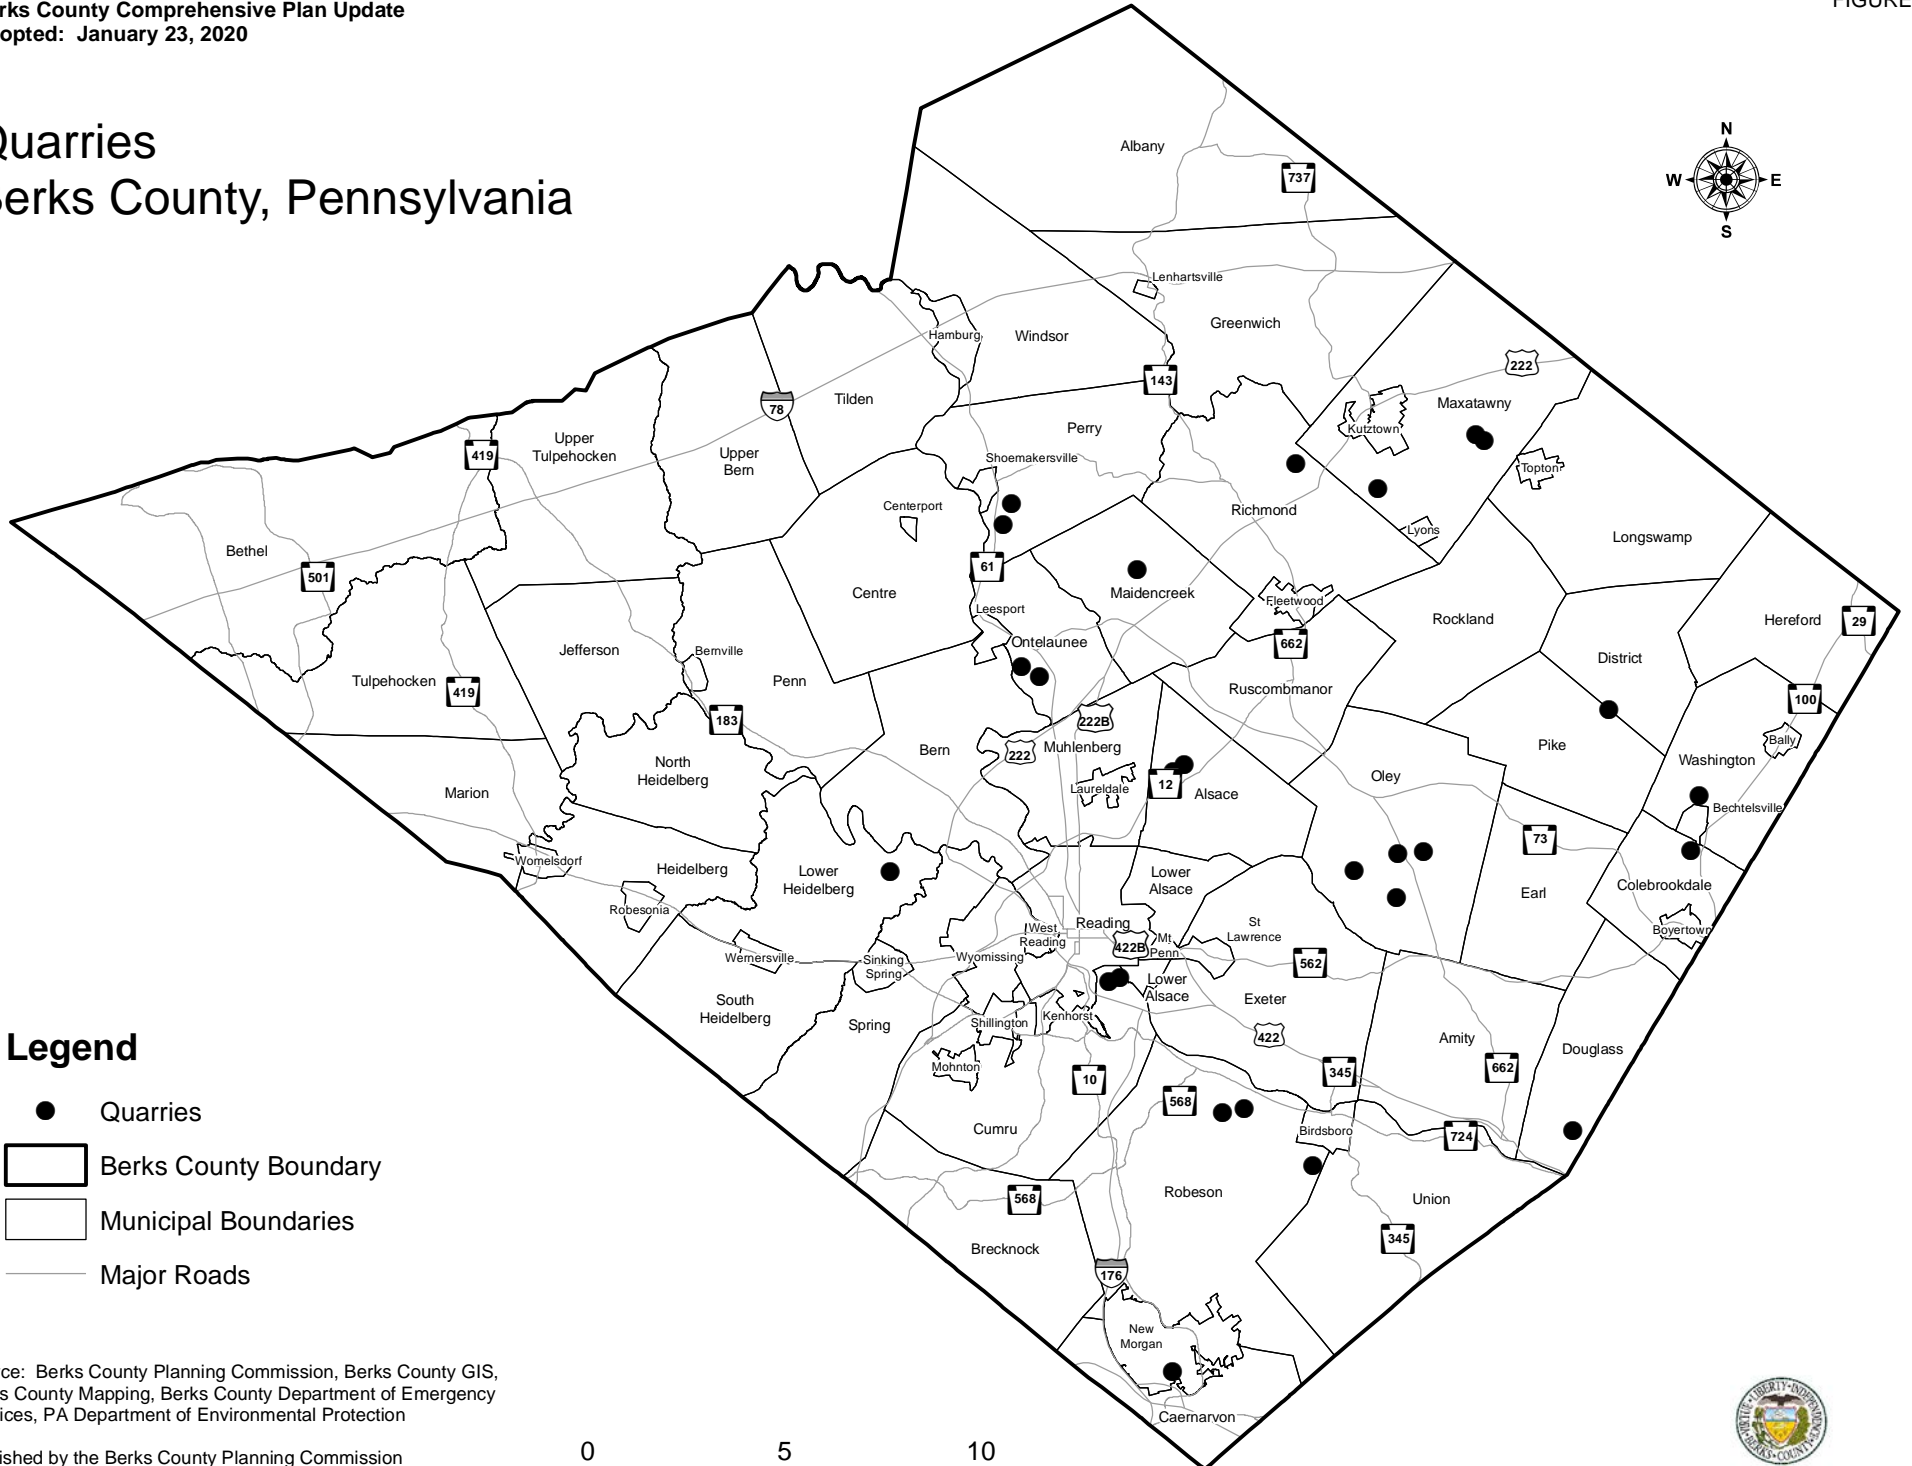 rks County Comprehensive Plan Update
opted: January 23, 2020
FIGURE
Quarries
Berks County, Pennsylvania
N
W E
S
Albany
737
Lenhartsville
Greenwich
Hamburg
Windsor
222
143
Tilden
78
Maxatawny
Kutztown
Perry
Upper
Tulpehocken
419
Upper
Bern
Shoemakersville
Topton
Centerport
Richmond
Lyons
Longswamp
Bethel
501
61
Centre
Maidencreek
Fleetwood
Leesport
Rockland
Hereford
29
Ontelaunee
662
Jefferson
Bernville
District
Tulpehocken
419
Penn
Ruscombmanor
100
183
222B
Bally
Bern
222
Muhlenberg
Pike
Washington
North
Heidelberg
Oley
Laureldale
12
Alsace
Marion
Bechtelsville
73
Womelsdorf
Heidelberg
Lower
Heidelberg
Lower
Alsace
Colebrookdale
Earl
Robesonia
Reading
St
Lawrence
West
Reading
422B
Mt
Penn
Boyertown
Wernersville
Sinking
Spring
Wyomissing
562
Lower
Alsace
South
Heidelberg
Exeter
Spring
Shillington
Kenhorst
422
Amity
Douglass
Mohnton
10
345
662
568
Cumru
Birdsboro
724
Robeson
568
Union
Brecknock
345
176
New
Morgan
Caernarvon
Legend
Quarries
Berks County Boundary
Municipal Boundaries
Major Roads
rce: Berks County Planning Commission, Berks County GIS,
s County Mapping, Berks County Department of Emergency
ices, PA Department of Environmental Protection
ished by the Berks County Planning Commission
0 5 10